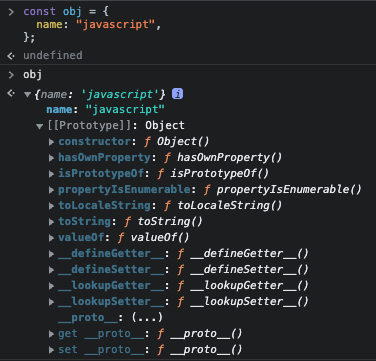 > const obj = {
name: "javascript",
};
undefined
> obj
{name: 'javascript'} i
name: "javascript"
[[Prototype]]: Object
constructor: ƒ Object()
hasOwnProperty: ƒ hasOwnProperty()
isPrototypeOf: ƒ isPrototypeOf()
propertyIsEnumerable: ƒ propertyIsEnumerable()
toLocaleString: ƒ toLocaleString()
toString: ƒ toString()
valueOf: ƒ valueOf()
__defineGetter__: ƒ __defineGetter__()
__defineSetter__: ƒ __defineSetter__()
__lookupGetter__: ƒ __lookupGetter__()
__lookupSetter__: ƒ __lookupSetter__()
__proto__: (...)
get __proto__: ƒ __proto__()
set __proto__: ƒ __proto__()